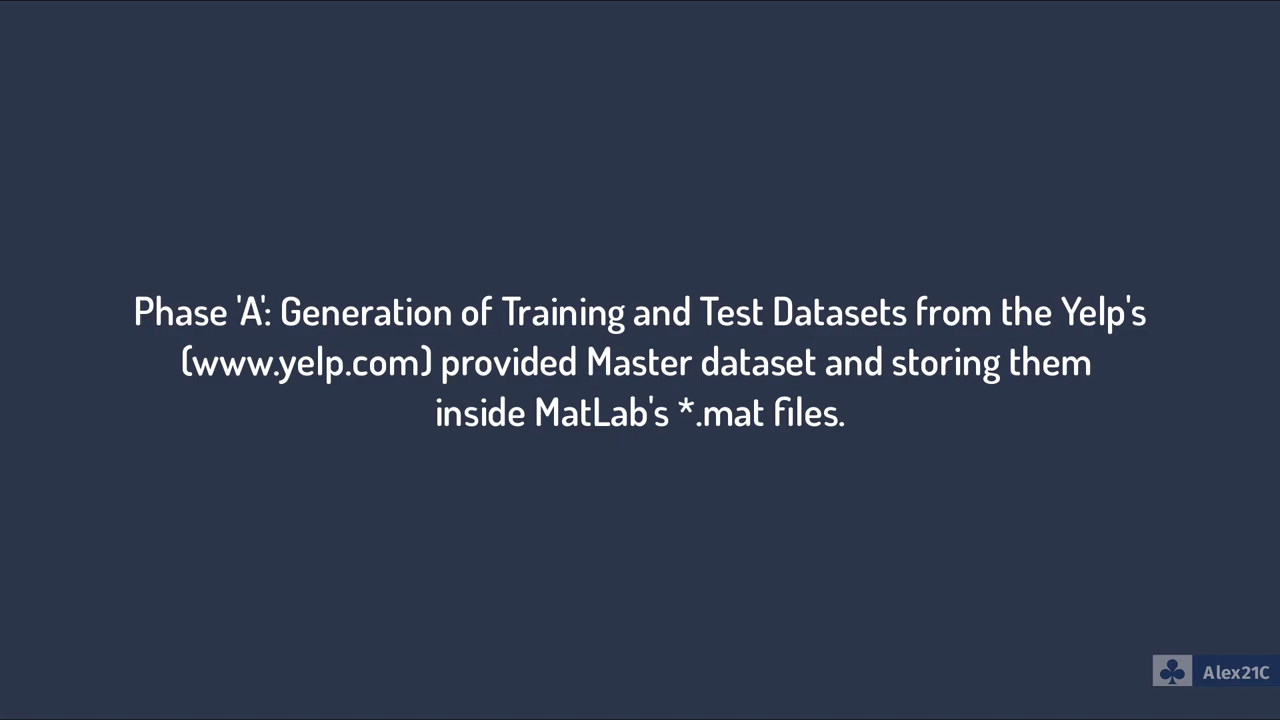 Phase 'A': Generation of Training and Test Datasets from the Yelp's
(www.yelp.com) provided Master dataset and storing them
inside MatLab's *.mat files.
Alex21C